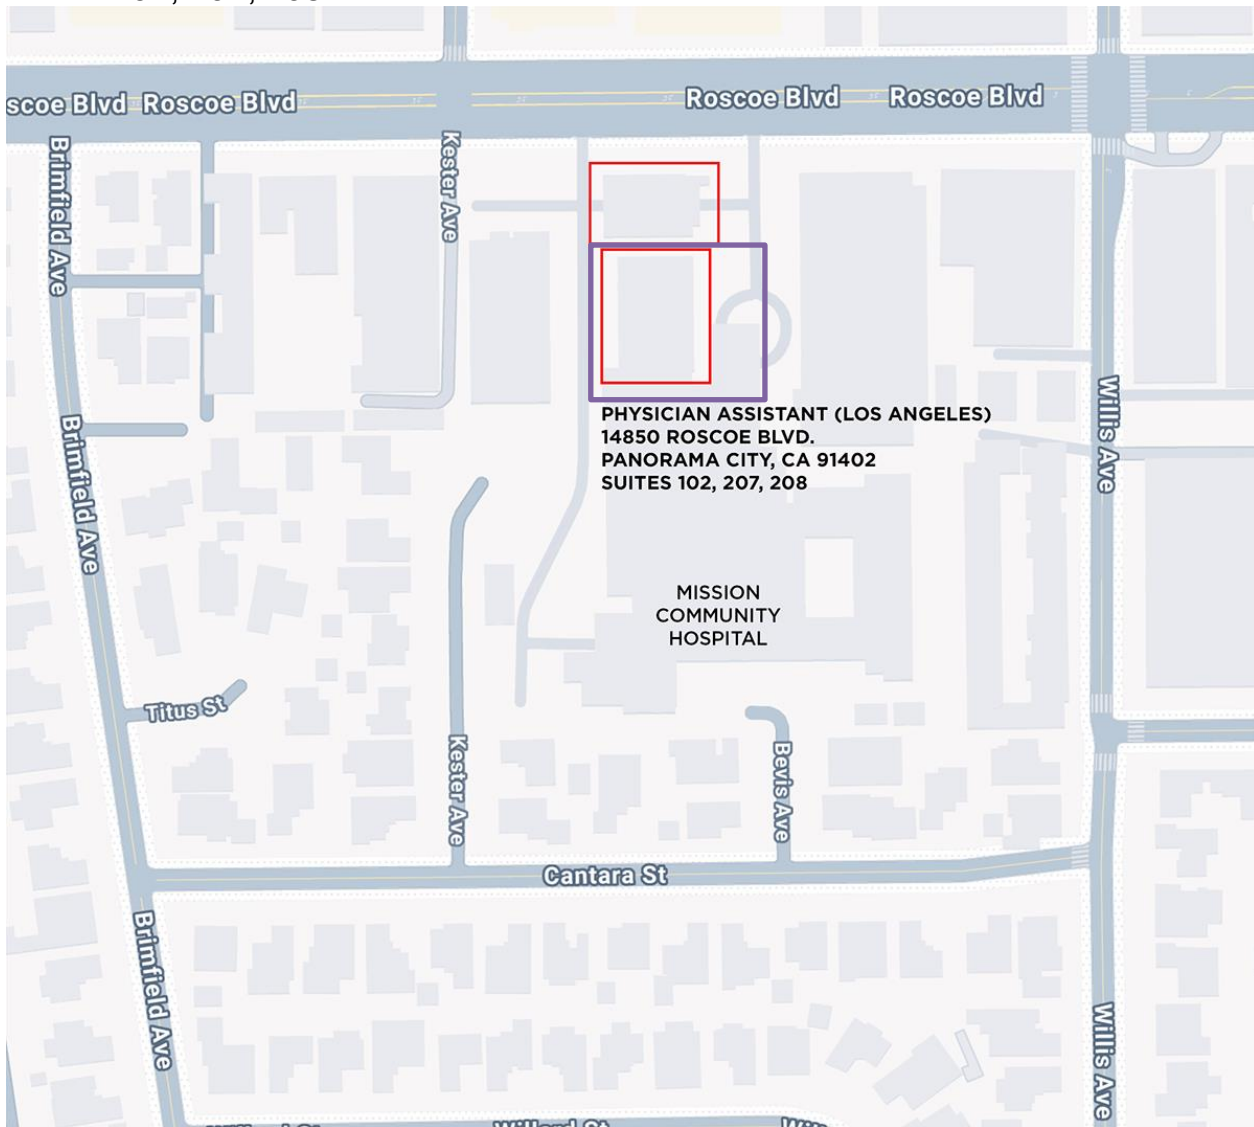 scoe Blvd
Roscoe Blvd
Roscoe Blvd
Roscoe Blvd
Brimfield Ave
Kester Ave
PHYSICIAN ASSISTANT (LOS ANGELES)
14850 ROSCOE BLVD.
PANORAMA CITY, CA 91402
SUITES 102, 207, 208
Willis Ave
Brimfield Ave
MISSION
COMMUNITY
HOSPITAL
Titus St
Kester Ave
Bevis Ave
Cantara St
Brimfield Ave
Willis Ave